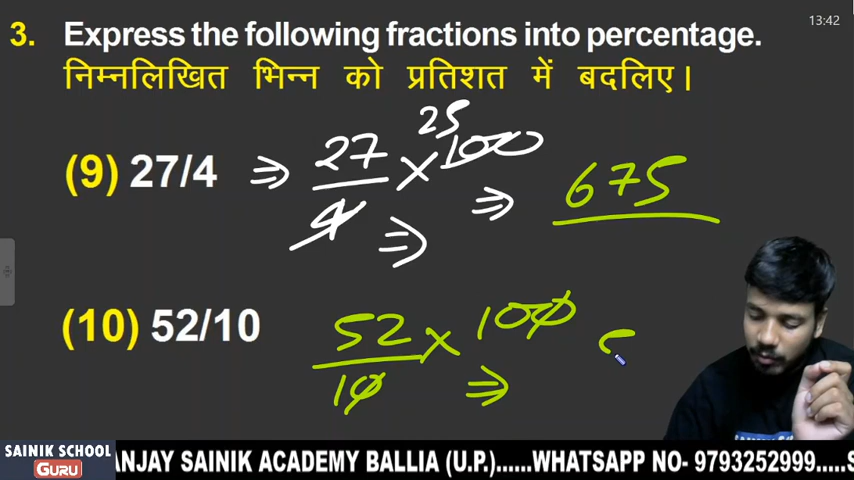 13:42
3. Express the following fractions into percentage.
निम्नलिखित भिन्न को प्रतिशत में बदलिए।
(9) 27/4 ⇒ 27/4 × 100 25 ⇒ ⇒ 675
(10) 52/10 52/10 × 100 ⇒
SAINIK SCHOOL
GURU
ANJAY SAINIK ACADEMY BALLIA (U.P.)......WHATSAPP NO- 9793252999...S